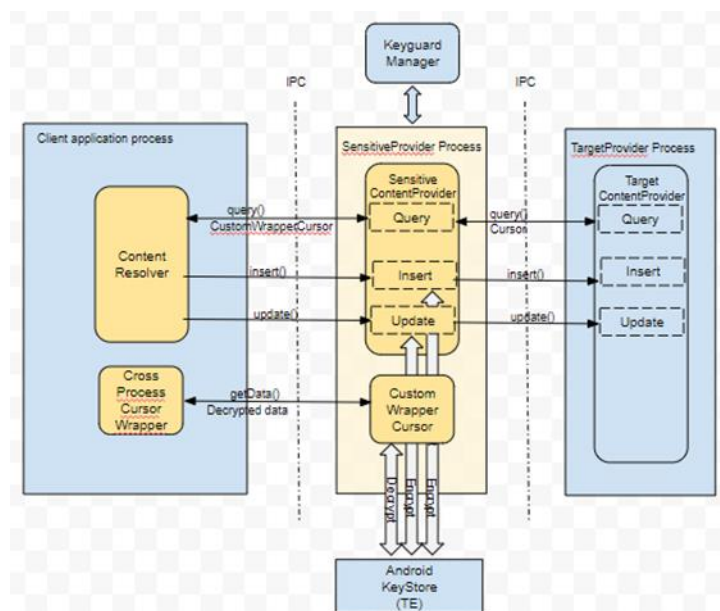 Keyguard
Manager
IPC
IPC
Client application process
SensitiveProvider Process
TargetProvider Process
Sensitive
ContentProvider
Target
ContentProvider
query()
CustomWrapperCursor
Query
query()
Cursor
Query
Content
Resolver
insert()
Insert
insert()
Insert
update()
Update
update()
Update
Cross
Process
Cursor
Wrapper
getData()
Decrypted data
Custom
Wrapper
Cursor
Decrypt
Encrypt
Encrypt
Android
KeyStore
(TE)